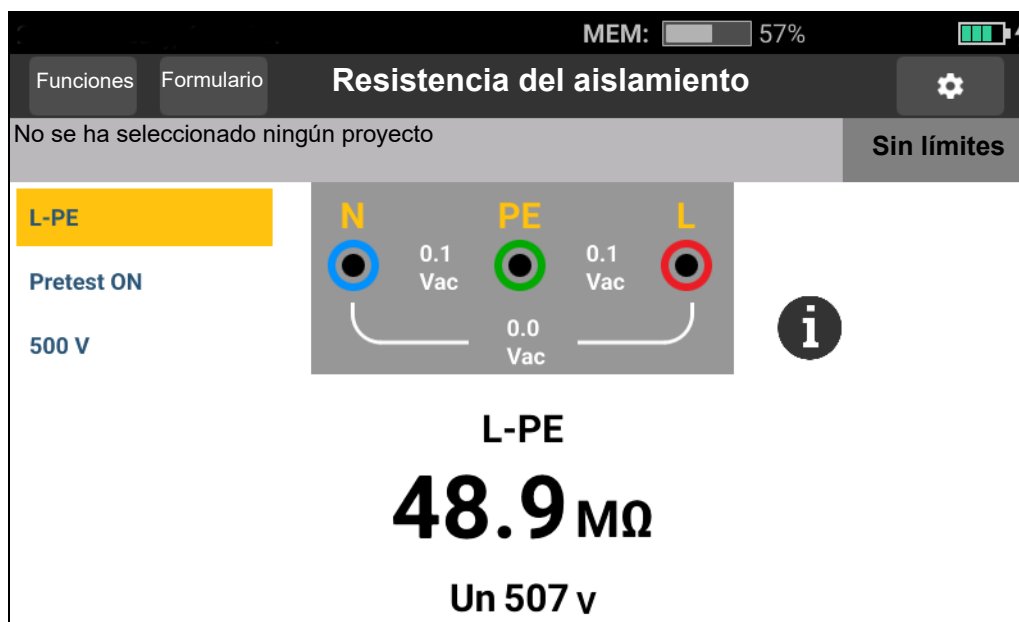 MEM: 57%
Funciones Formulario Resistencia del aislamiento
No se ha seleccionado ningún proyecto
Sin límites
L-PE
Pretest ON
500 V
N PE L
0.1 Vac
0.1 Vac
0.0 Vac
i
L-PE
48.9 MΩ
Un 507 V